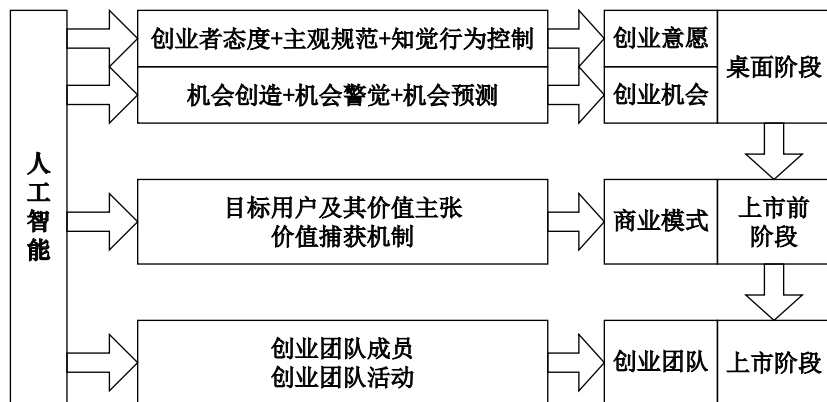 人工智能
创业者态度+主观规范+知觉行为控制
创业意愿
机会创造+机会警觉+机会预测
创业机会
桌面阶段
目标用户及其价值主张
价值捕获机制
商业模式
上市前
阶段
创业团队成员
创业团队活动
创业团队
上市阶段